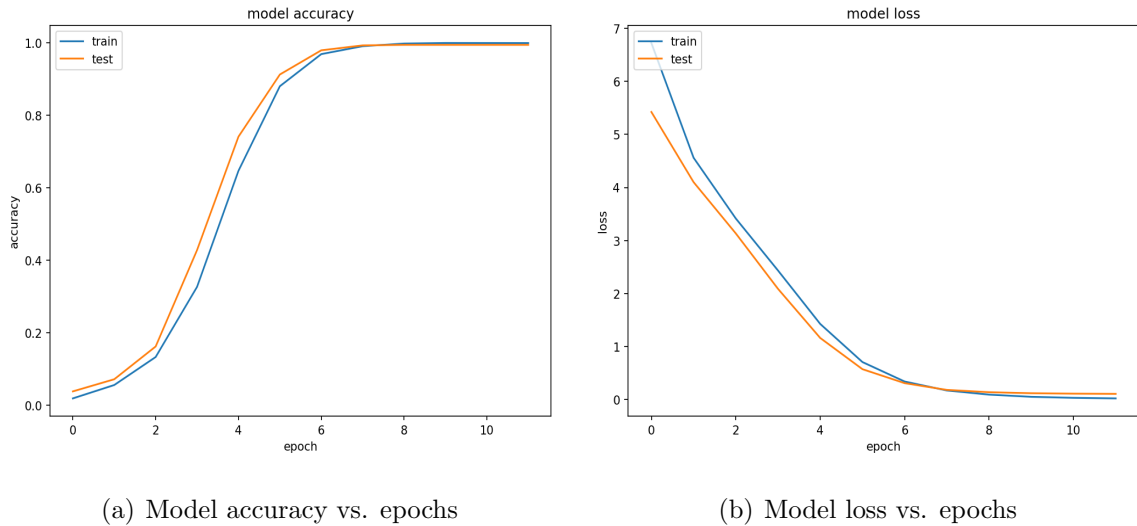 model accuracy
1.0
0.8
0.6
0.4
0.2
0.0
accuracy
train
test
0 2 4 6 8 10
epoch
(a) Model accuracy vs. epochs
model loss
7
6
5
4
3
2
1
0
loss
train
test
0 2 4 6 8 10
epoch
(b) Model loss vs. epochs